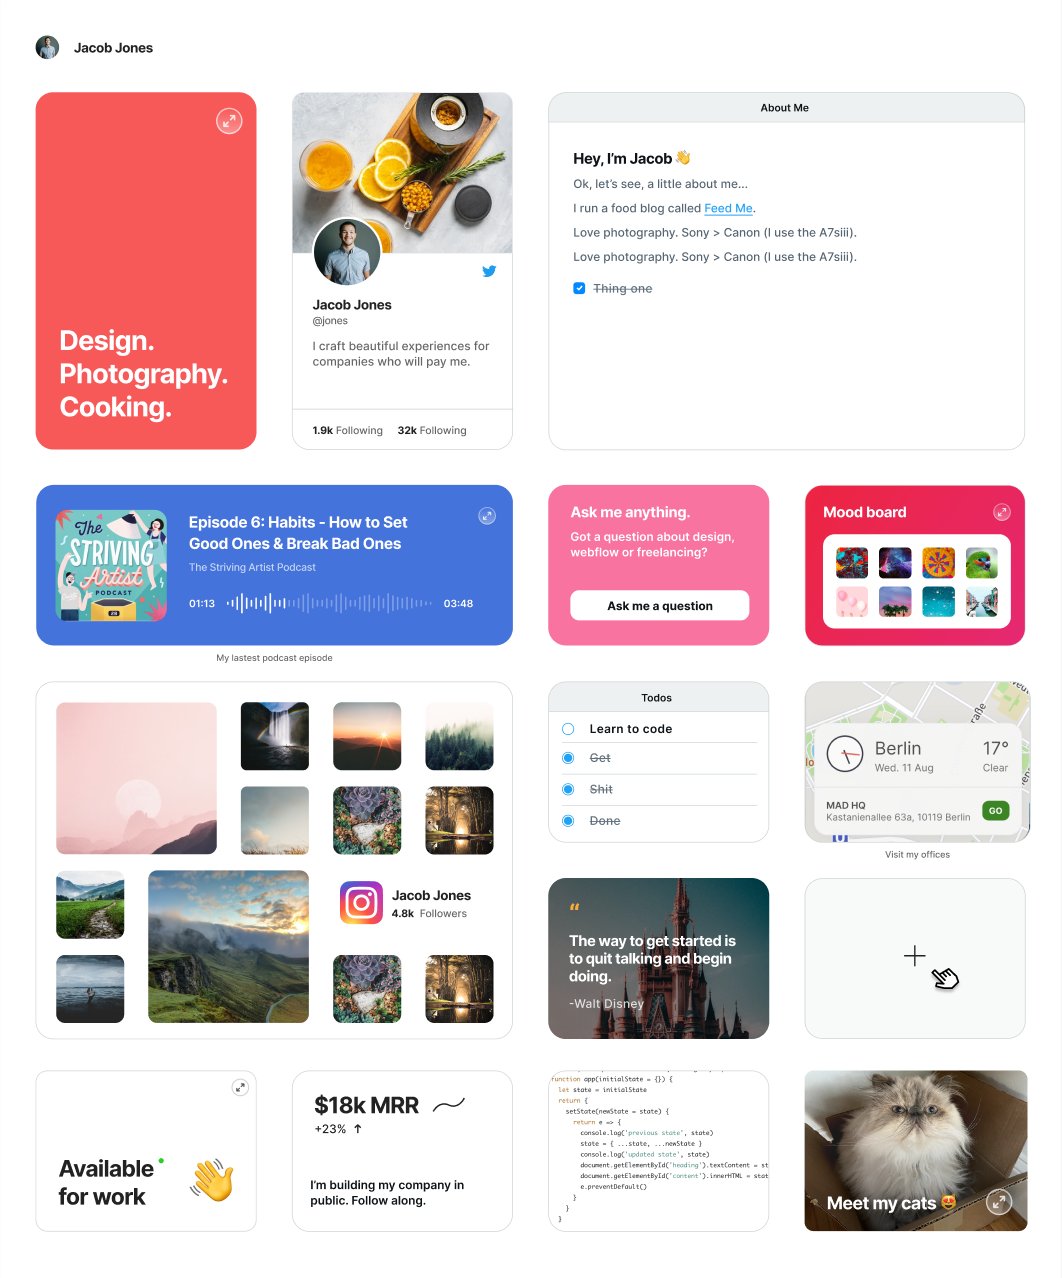 Jacob Jones
Design.
Photography.
Cooking.
Jacob Jones
@jones
I craft beautiful experiences for
companies who will pay me.
1.9k Following 32k Following
About Me
Hey, I'm Jacob 👋
Ok, let's see, a little about me...
I run a food blog called Feed Me.
Love photography. Sony > Canon (I use the A7siii).
Love photography. Sony > Canon (I use the A7siii).
Thing one
The
STRIVING
Artist
PODCAST
Episode 6: Habits - How to Set
Good Ones & Break Bad Ones
The Striving Artist Podcast
01:13 03:48
My lastest podcast episode
Ask me anything.
Got a question about design,
webflow or freelancing?
Ask me a question
Mood board
Jacob Jones
4.8k Followers
Todos
Learn to code
Get
Shit
Done
Berlin 17°
Wed. 11 Aug Clear
MAD HQ
Kastanienallee 63a, 10119 Berlin
GO
Visit my offices
“
The way to get started is
to quit talking and begin
doing.
-Walt Disney
Available
for work
$18k MRR
+23% ↑
I'm building my company in
public. Follow along.
function app(initialState = {}) {
let state = initialState
return {
setState(newState = state) {
return e => {
console.log('previous state', state)
state = { ...state, ...newState }
console.log('updated state', state)
document.getElementById('heading').textContent = st
document.getElementById('content').innerHTML = stat
e.preventDefault()
}
}
}
Meet my cats 😍